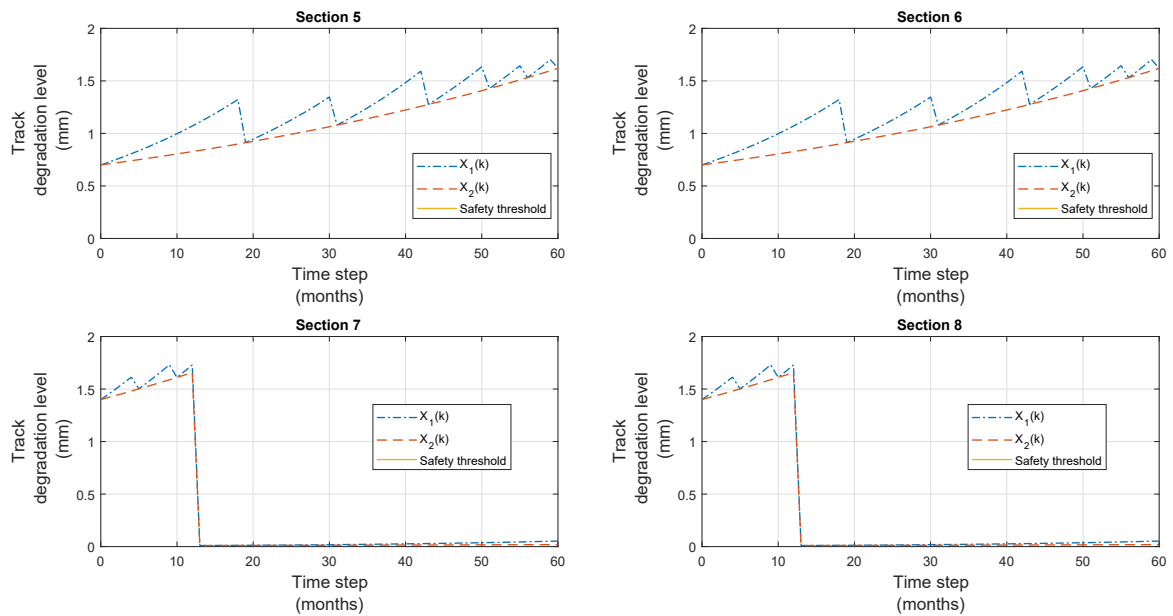 Section 5
2
1.5
1
0.5
0
Track
degradation level
(mm)
X1(k)
X2(k)
Safety threshold
0 10 20 30 40 50 60
Time step
(months)
Section 6
2
1.5
1
0.5
0
Track
degradation level
(mm)
X1(k)
X2(k)
Safety threshold
0 10 20 30 40 50 60
Time step
(months)
Section 7
2
1.5
1
0.5
0
Track
degradation level
(mm)
X1(k)
X2(k)
Safety threshold
0 10 20 30 40 50 60
Time step
(months)
Section 8
2
1.5
1
0.5
0
Track
degradation level
(mm)
X1(k)
X2(k)
Safety threshold
0 10 20 30 40 50 60
Time step
(months)